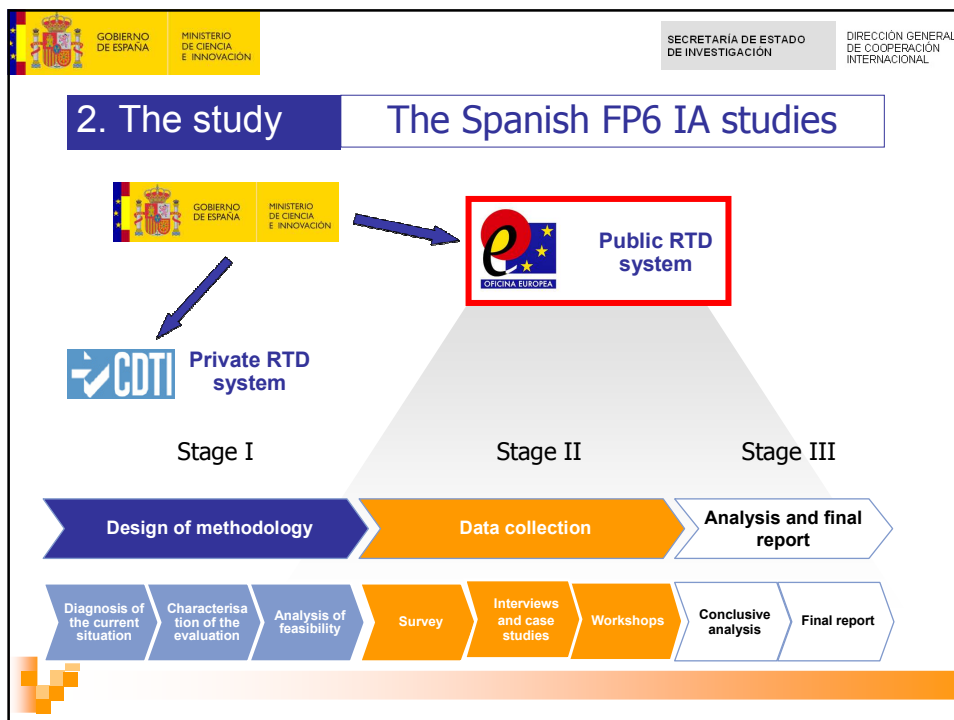 GOBIERNO
DE ESPAÑA
MINISTERIO
DE CIENCIA
E INNOVACIÓN
SECRETARÍA DE ESTADO
DE INVESTIGACIÓN
DIRECCIÓN GENERAL
DE COOPERACIÓN
INTERNACIONAL
2. The study
The Spanish FP6 IA studies
GOBIERNO
DE ESPAÑA
MINISTERIO
DE CIENCIA
E INNOVACIÓN
e
OFICINA EUROPEA
Public RTD
system
CDTI
Private RTD
system
Stage I
Stage II
Stage III
Design of methodology
Data collection
Analysis and final
report
Diagnosis of
the current
situation
Characterisa
tion of the
evaluation
Analysis of
feasibility
Survey
Interviews
and case
studies
Workshops
Conclusive
analysis
Final report